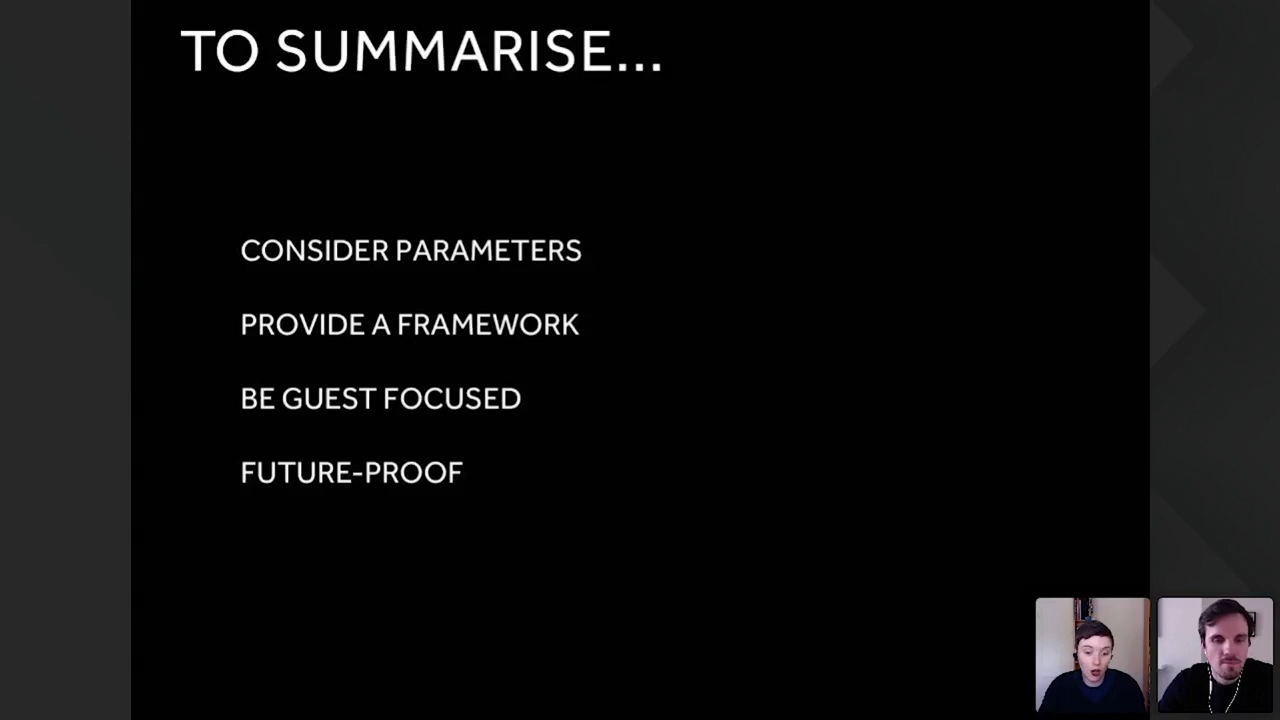 TO SUMMARISE...
CONSIDER PARAMETERS
PROVIDE A FRAMEWORK
BE GUEST FOCUSED
FUTURE-PROOF